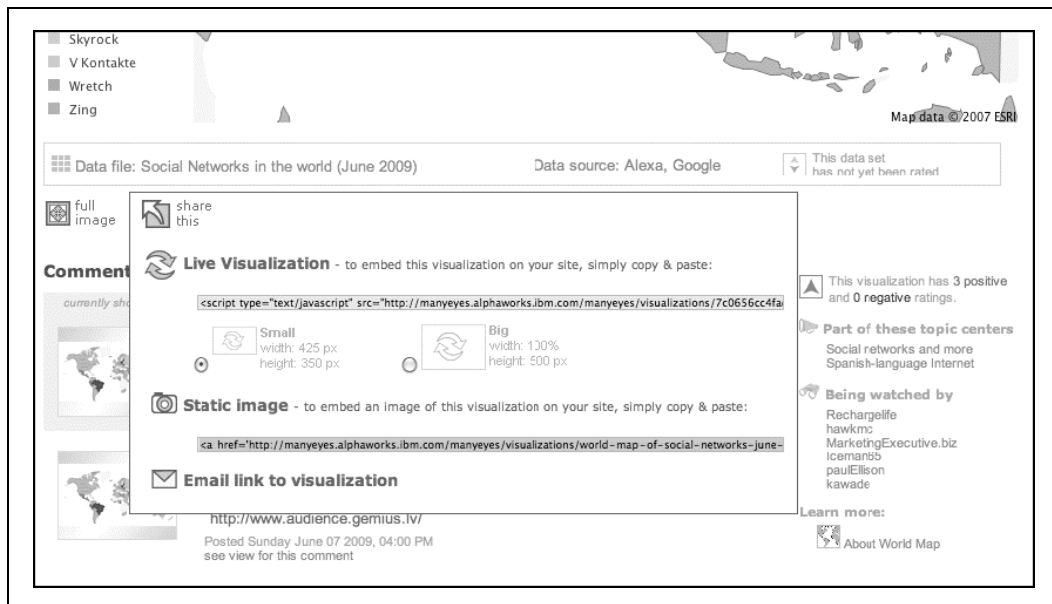 Skyrock
V Kontakte
Wretch
Zing
Map data © 2007 ESRI
Data file: Social Networks in the world (June 2009)
Data source: Alexa, Google
This data set
has not yet been rated
full
image
share
this
Live Visualization - to embed this visualization on your site, simply copy & paste:
<script type="text/javascript" src="http://manyeyes.alphaworks.ibm.com/manyeyes/visualizations/7c0656cc4fa
Small
width: 425 px
height: 350 px
Big
width: 100%
height: 500 px
Static image - to embed an image of this visualization on your site, simply copy & paste:
<a href='http://manyeyes.alphaworks.ibm.com/manyeyes/visualizations/world-map-of-social-networks-june-
Email link to visualization
Comment
currently sho
http://www.audience.gemius.lv/
Posted Sunday June 07 2009, 04:00 PM
see view for this comment
This visualization has 3 positive
and 0 negative ratings.
Part of these topic centers
Social networks and more
Spanish-language Internet
Being watched by
Rechargelife
hawkmc
MarketingExecutive.biz
Iceman65
paulEllison
kawade
Learn more:
About World Map